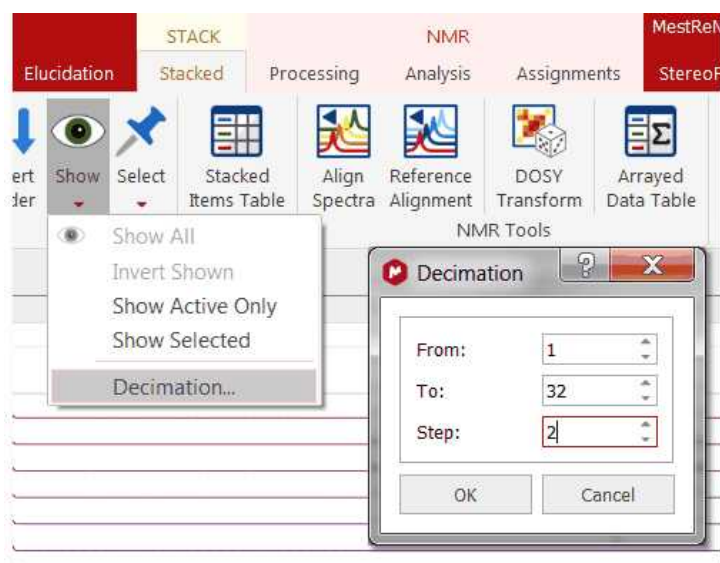 STACK NMR MestReN
Elucidation Stacked Processing Analysis Assignments StereoF
ert Show Select Stacked Align Reference DOSY Arrayed
der Items Table Spectra Alignment Transform Data Table
NMR Tools
Show All
Invert Shown
Show Active Only
Show Selected
Decimation...
Decimation
From: 1
To: 32
Step: 2
OK Cancel